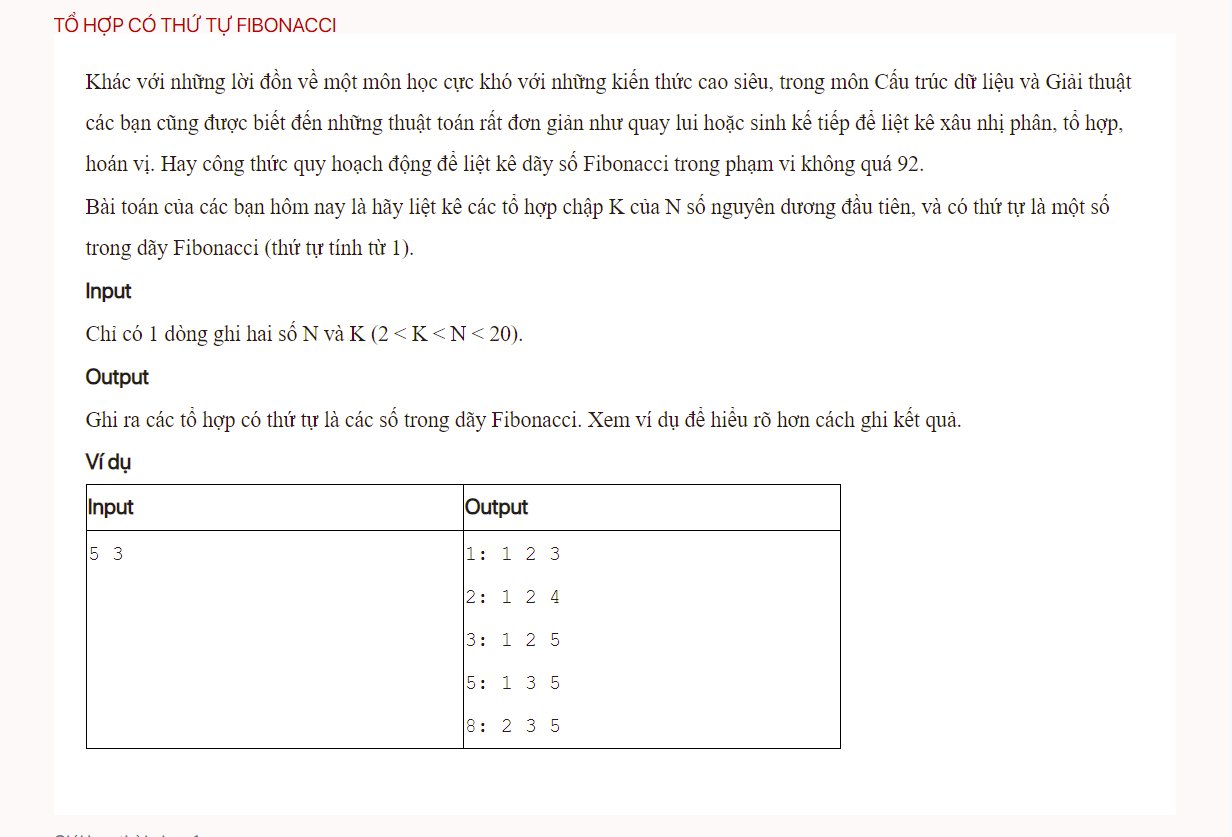 TỔ HỢP CÓ THỨ TỰ FIBONACCI
Khác với những lời đồn về một môn học cực khó với những kiến thức cao siêu, trong môn Cấu trúc dữ liệu và Giải thuật
các bạn cũng được biết đến những thuật toán rất đơn giản như quay lui hoặc sinh kế tiếp để liệt kê xâu nhị phân, tổ hợp,
hoán vị. Hay công thức quy hoạch động để liệt kê dãy số Fibonacci trong phạm vi không quá 92.
Bài toán của các bạn hôm nay là hãy liệt kê các tổ hợp chập K của N số nguyên dương đầu tiên, và có thứ tự là một số
trong dãy Fibonacci (thứ tự tính từ 1).
Input
Chỉ có 1 dòng ghi hai số N và K (2 < K < N < 20).
Output
Ghi ra các tổ hợp có thứ tự là các số trong dãy Fibonacci. Xem ví dụ để hiểu rõ hơn cách ghi kết quả.
Ví dụ
Input Output
5 3 1: 1 2 3
2: 1 2 4
3: 1 2 5
5: 1 3 5
8: 2 3 5